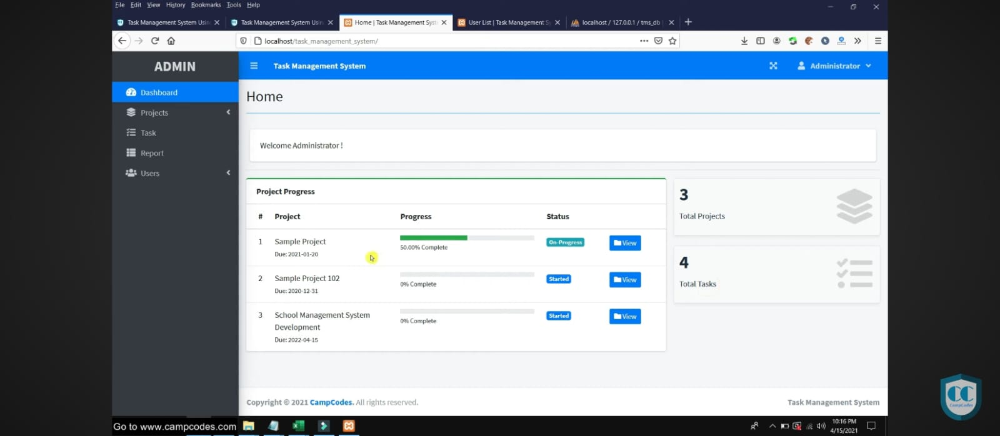 File Edit View History Bookmarks Tools Help
Task Management System Usin
Task Management System Usin
Home | Task Management Syst
User List | Task Management S
localhost / 127.0.0.1 / tms_db
localhost/task_management_system/
ADMIN
Task Management System
Administrator
Dashboard
Projects
Task
Report
Users
Home
Welcome Administrator !
Project Progress
# Project Progress Status
1 Sample Project
Due: 2021-01-20
50.00% Complete
On-Progress
View
2 Sample Project 102
Due: 2020-12-31
0% Complete
Started
View
3 School Management System
Development
Due: 2022-04-15
0% Complete
Started
View
3
Total Projects
4
Total Tasks
Copyright © 2021 CampCodes. All rights reserved.
Task Management System
Go to www.campcodes.com
10:16 PM
4/15/2021
CC
CampCodes